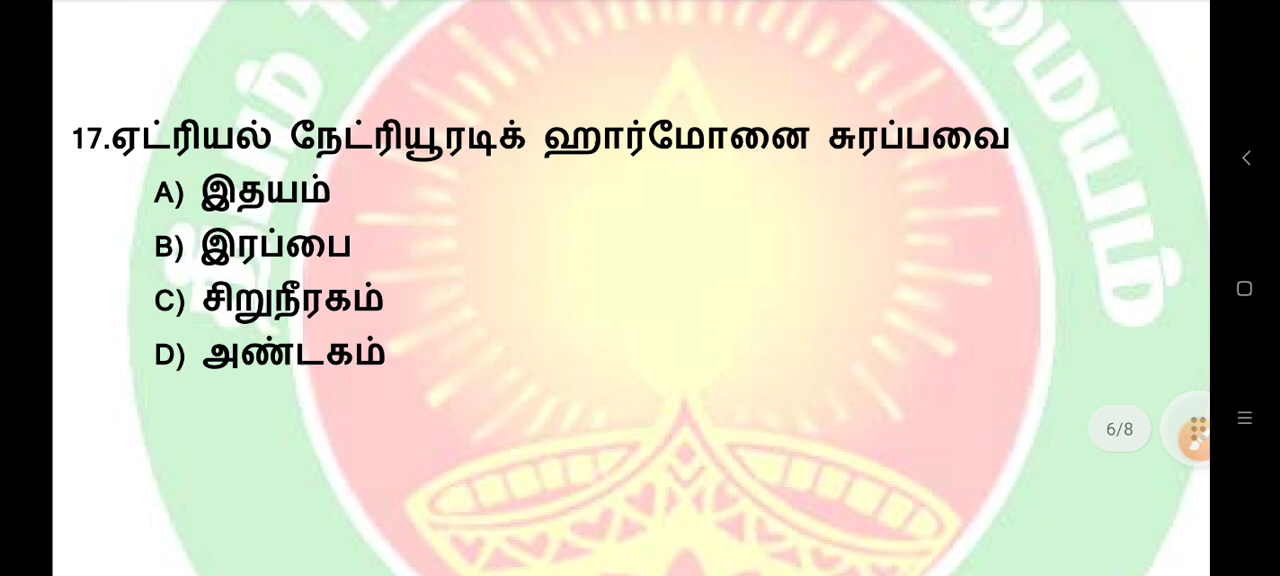 17.ஏட்ரியல் நேட்ரியூரடிக் ஹார்மோனை சுரப்பவை
A) இதயம்
B) இரப்பை
C) சிறுநீரகம்
D) அண்டகம்
6/8